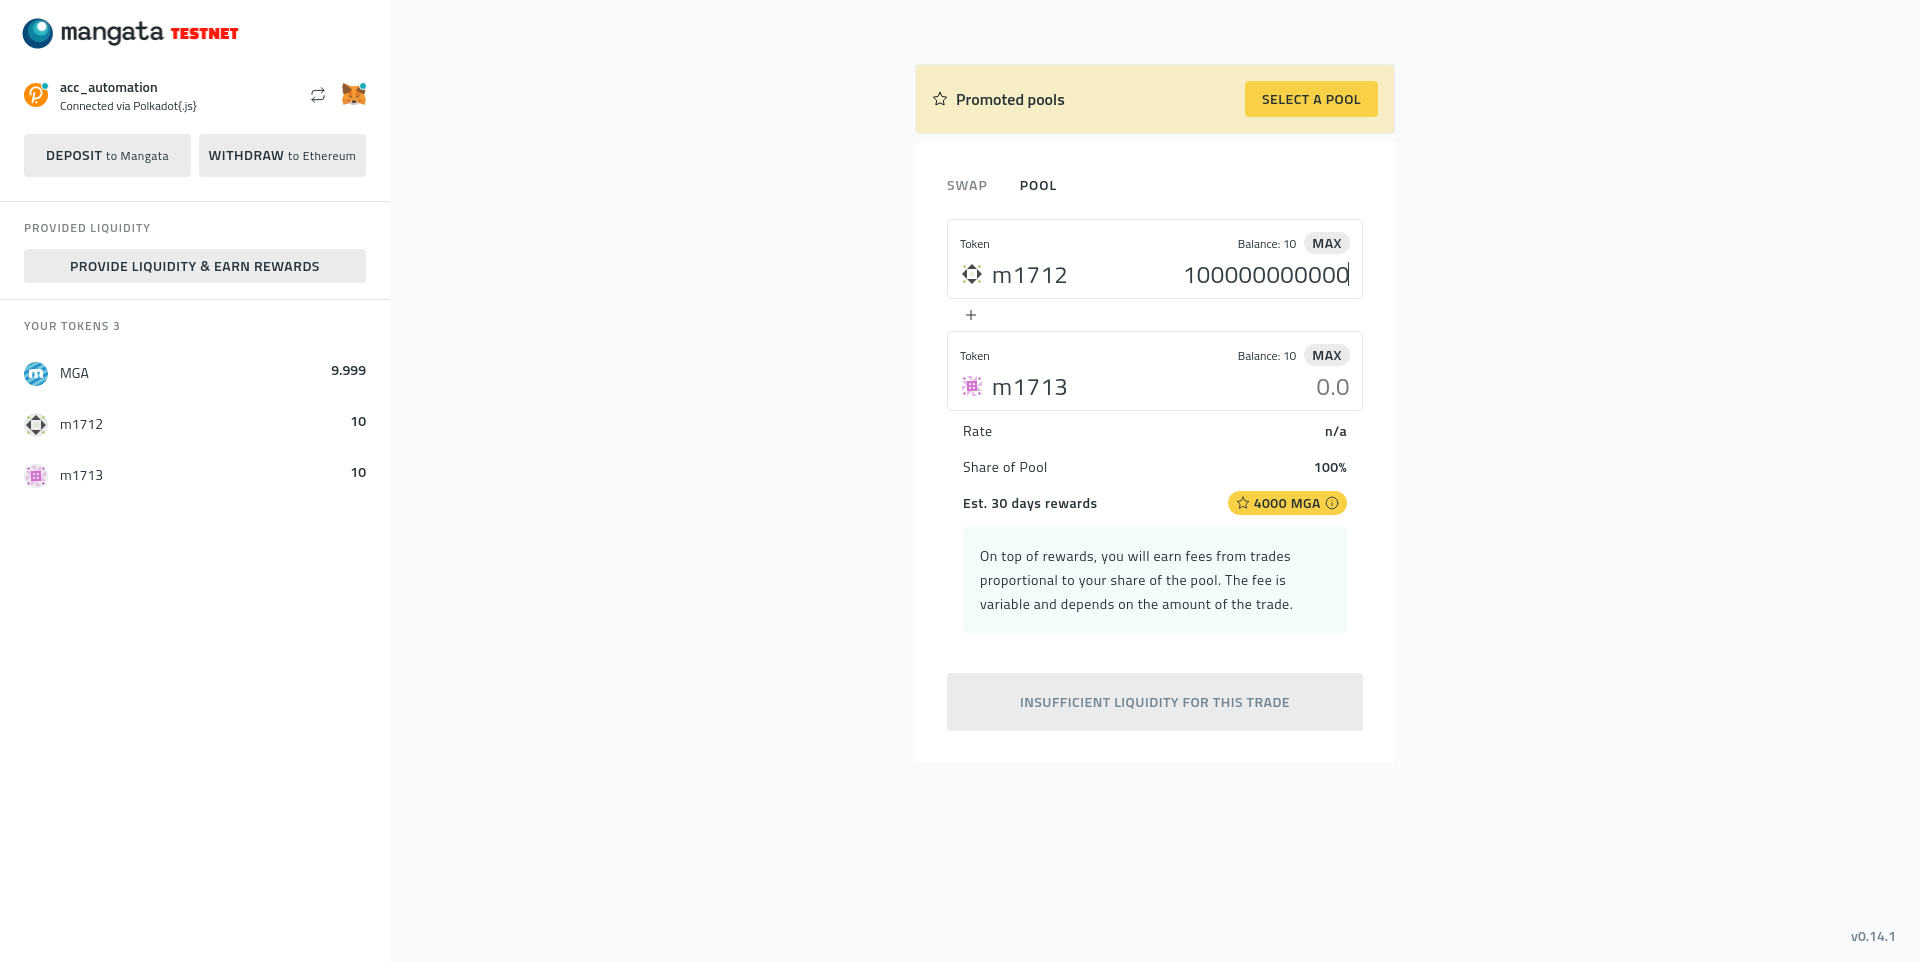 mangata TESTNET
acc_automation
Connected via Polkadot{.js}
DEPOSIT to Mangata
WITHDRAW to Ethereum
PROVIDED LIQUIDITY
PROVIDE LIQUIDITY & EARN REWARDS
YOUR TOKENS 3
MGA 9.999
m1712 10
m1713 10
Promoted pools
SELECT A POOL
SWAP POOL
Token Balance: 10 MAX
m1712 100000000000
+
Token Balance: 10 MAX
m1713 0.0
Rate n/a
Share of Pool 100%
Est. 30 days rewards 4000 MGA
On top of rewards, you will earn fees from trades
proportional to your share of the pool. The fee is
variable and depends on the amount of the trade.
INSUFFICIENT LIQUIDITY FOR THIS TRADE
v0.14.1